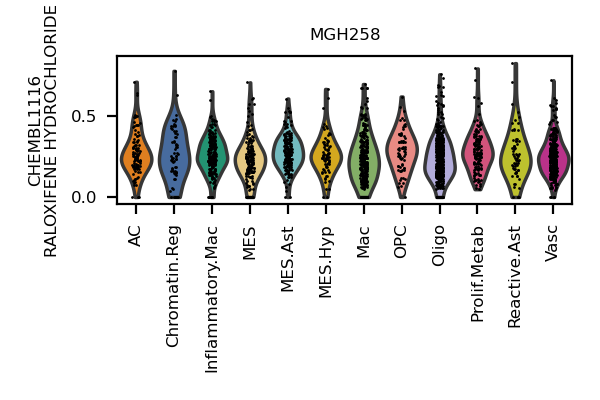 MGH258
CHEMBL1116
RALOXIFENE HYDROCHLORIDE
0.5
0.0
AC
Chromatin.Reg
Inflammatory.Mac
MES
MES.Ast
MES.Hyp
Mac
OPC
Oligo
Prolif.Metab
Reactive.Ast
Vasc